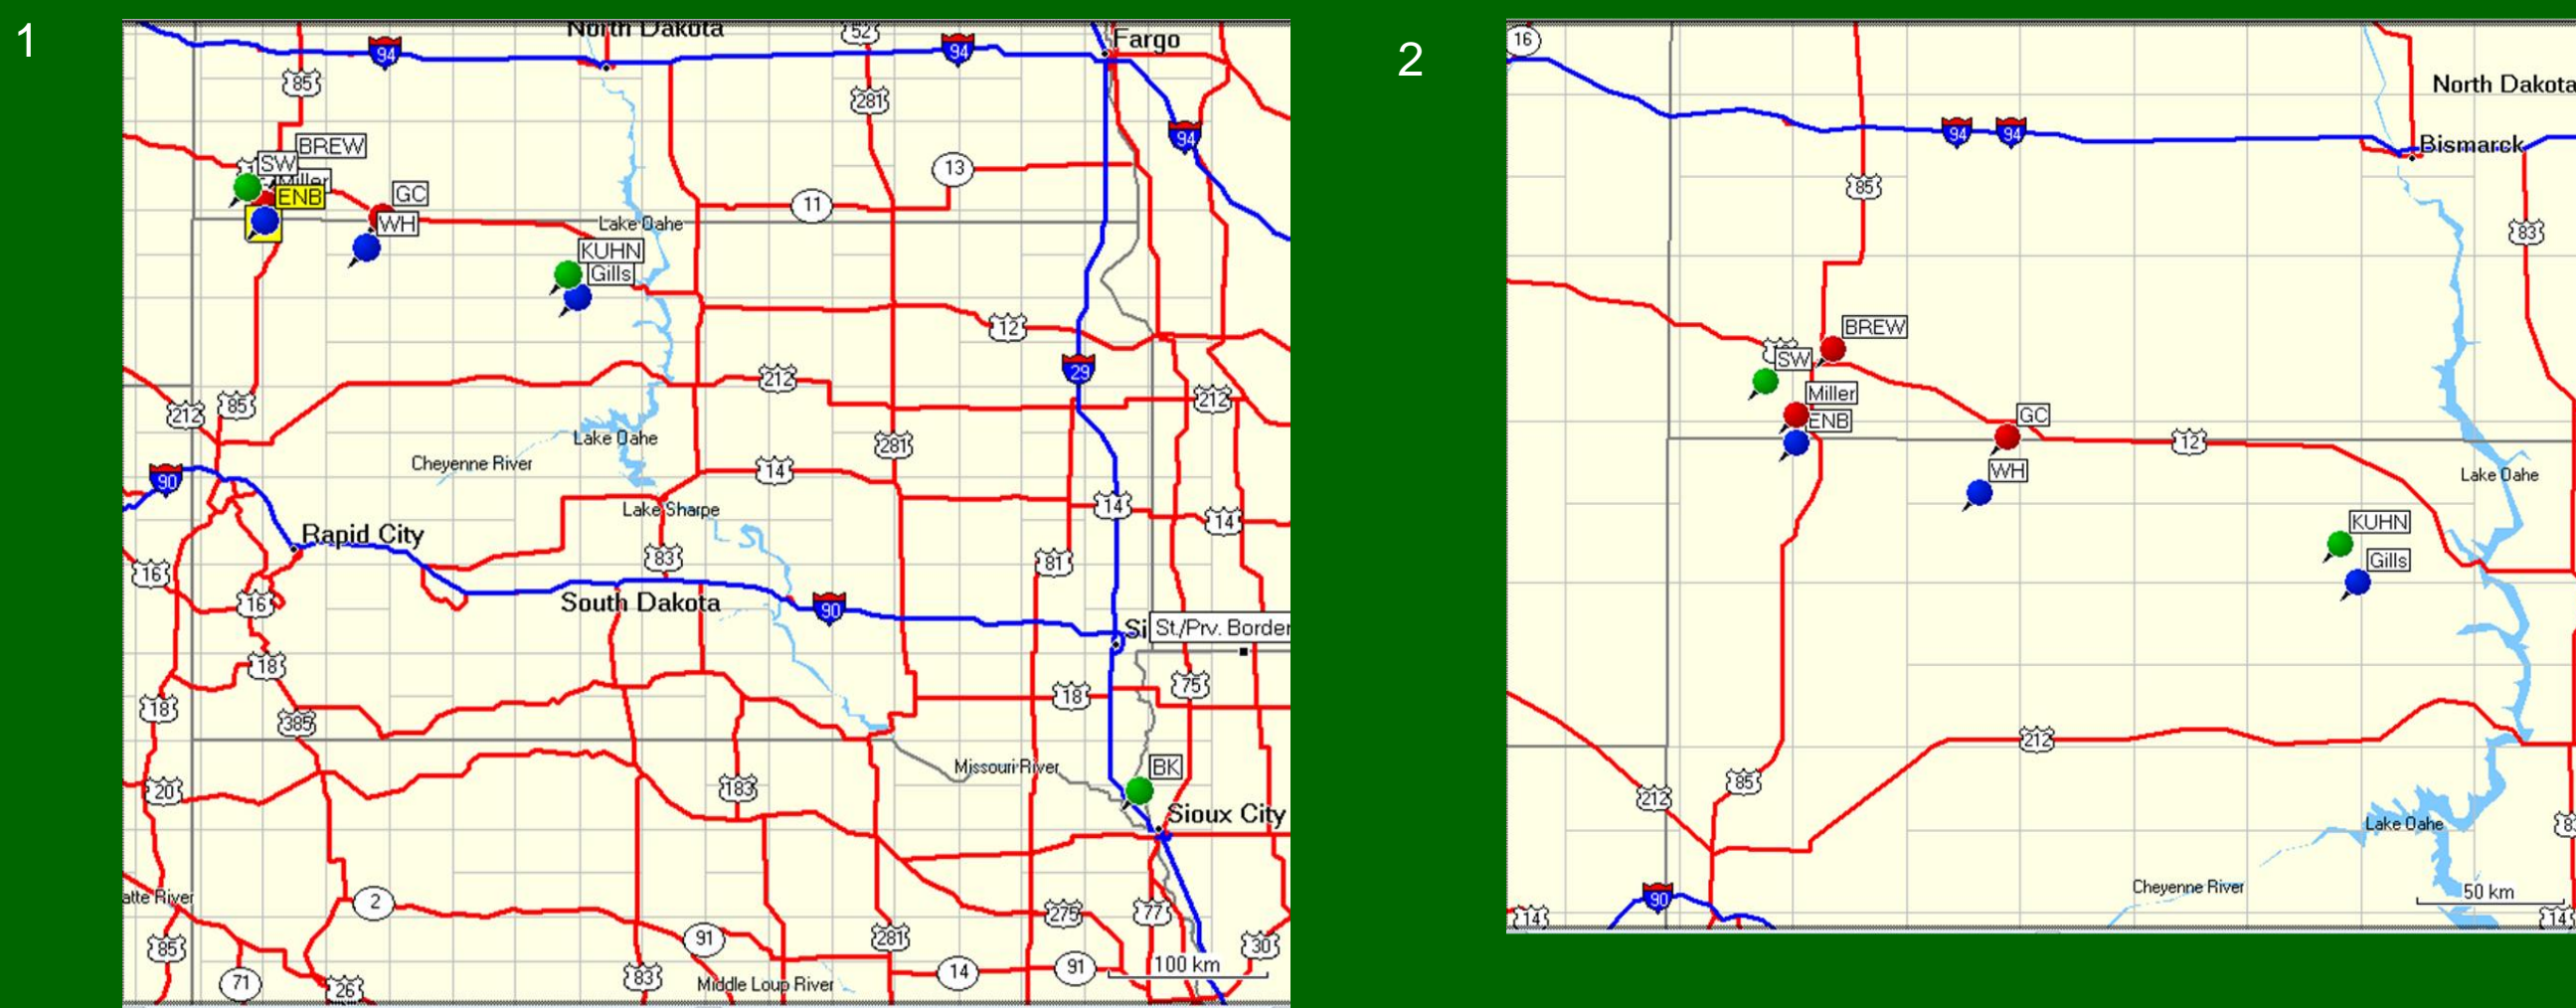 1
North Dakota
52
Fargo
94
94
85
281
94
BREW
SW
13
Miller
ENB
GC
11
WH
Lake Oahe
KUHN
Gills
12
29
212
212
85
212
Lake Oahe
281
Cheyenne River
14
90
Lake Sharpe
14
14
Rapid City
83
81
16
16
South Dakota
90
Si
St./Prv. Border
18
75
18
18
385
Missouri River
BK
183
20
Sioux City
atte River
2
275
77
91
281
30
85
100 km
14
91
71
26
83
Middle Loup River
2
16
North Dakota
94
94
Bismarck
85
83
BREW
SW
Miller
ENB
GC
12
WH
Lake Oahe
KUHN
Gills
212
85
212
Lake Oahe
8
Cheyenne River
50 km
90
14
14